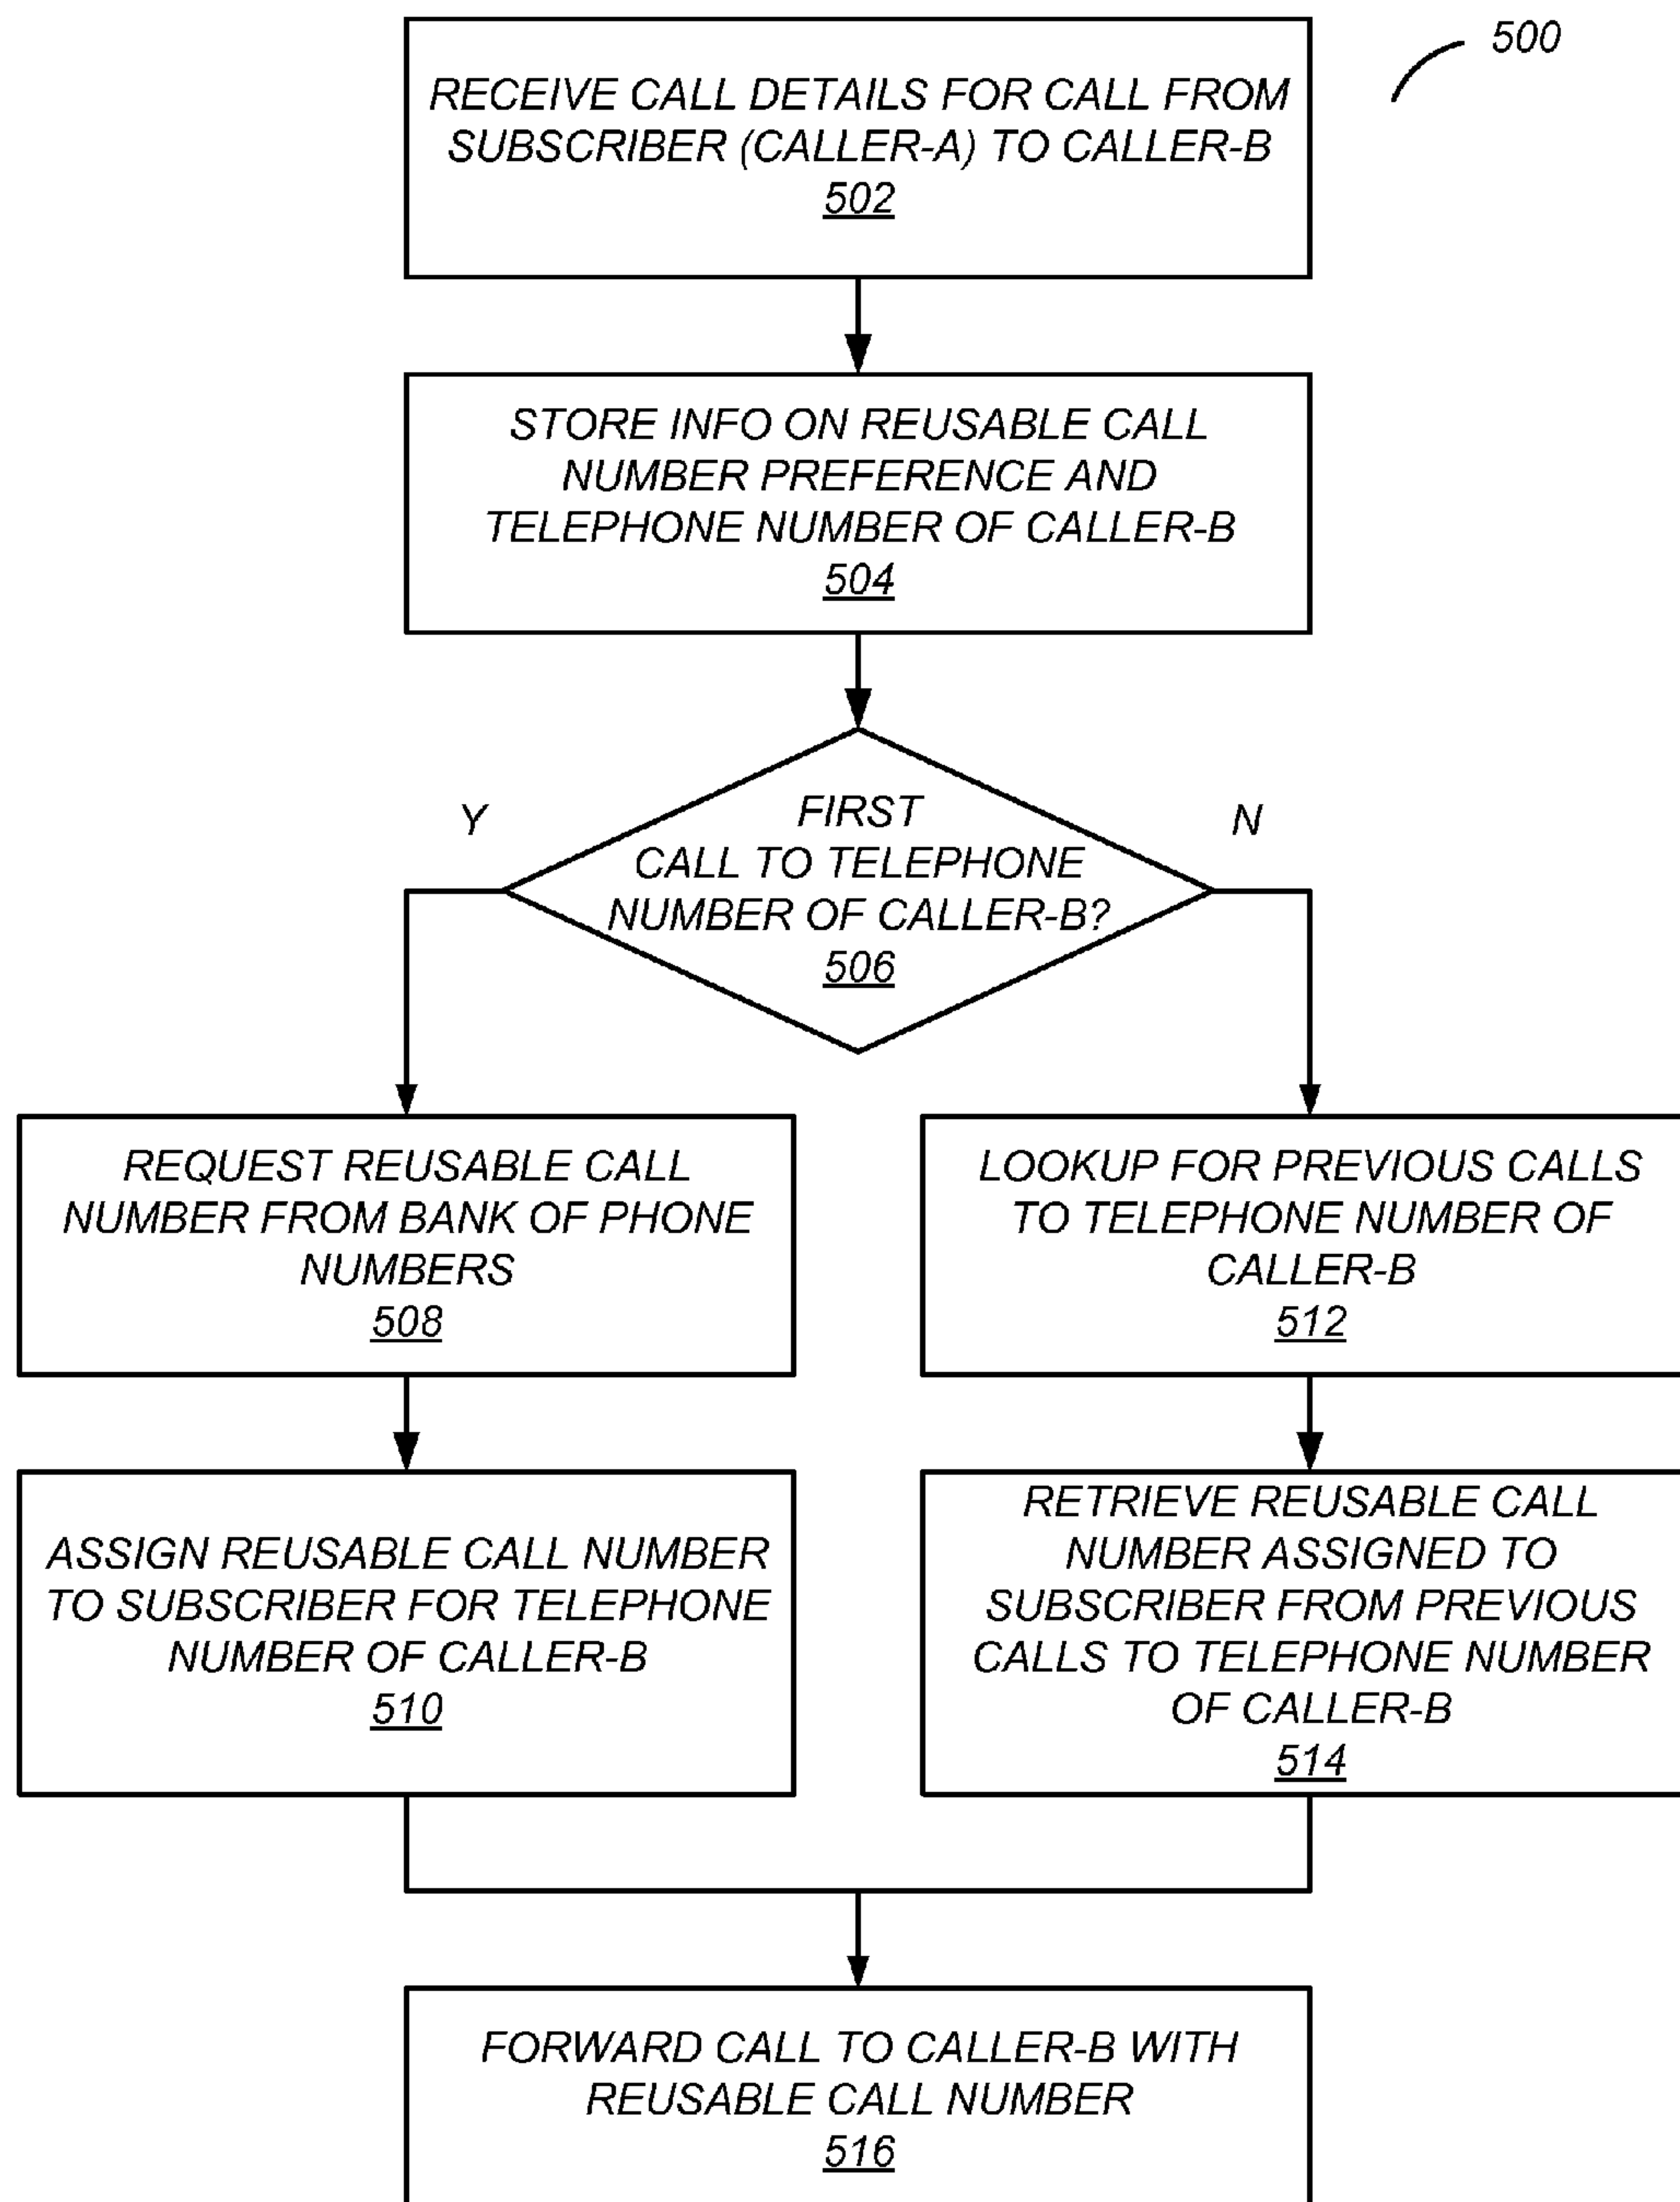 500
RECEIVE CALL DETAILS FOR CALL FROM
SUBSCRIBER (CALLER-A) TO CALLER-B
502
STORE INFO ON REUSABLE CALL
NUMBER PREFERENCE AND
TELEPHONE NUMBER OF CALLER-B
504
Y
N
FIRST
CALL TO TELEPHONE
NUMBER OF CALLER-B?
506
REQUEST REUSABLE CALL
NUMBER FROM BANK OF PHONE
NUMBERS
508
LOOKUP FOR PREVIOUS CALLS
TO TELEPHONE NUMBER OF
CALLER-B
512
ASSIGN REUSABLE CALL NUMBER
TO SUBSCRIBER FOR TELEPHONE
NUMBER OF CALLER-B
510
RETRIEVE REUSABLE CALL
NUMBER ASSIGNED TO
SUBSCRIBER FROM PREVIOUS
CALLS TO TELEPHONE NUMBER
OF CALLER-B
514
FORWARD CALL TO CALLER-B WITH
REUSABLE CALL NUMBER
516